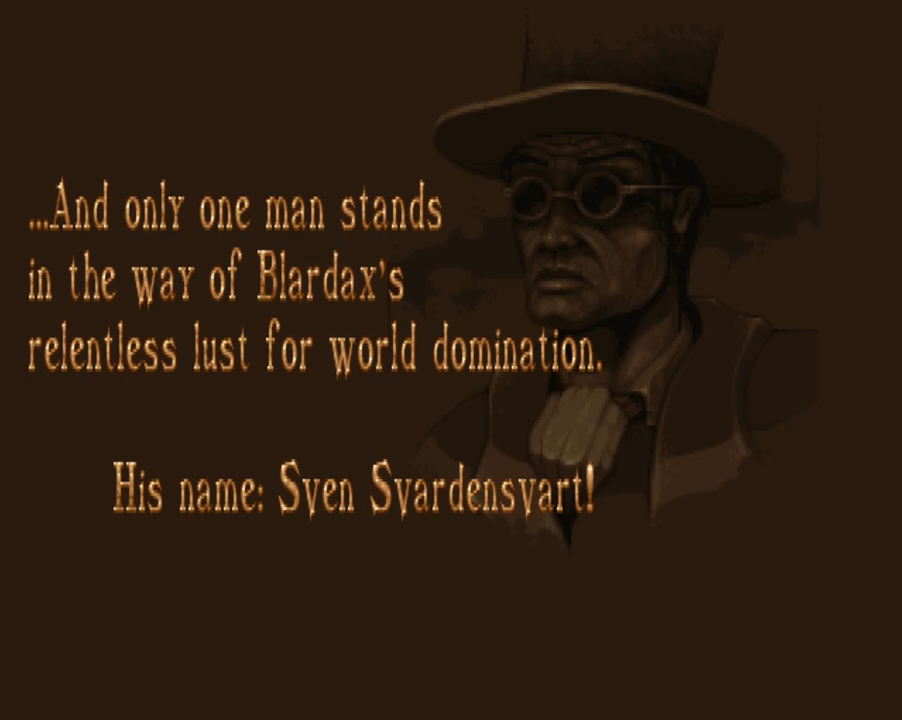 ...And only one man stands
in the way of Blardax's
relentless lust for world domination.
His name: Sven Svardensvart!